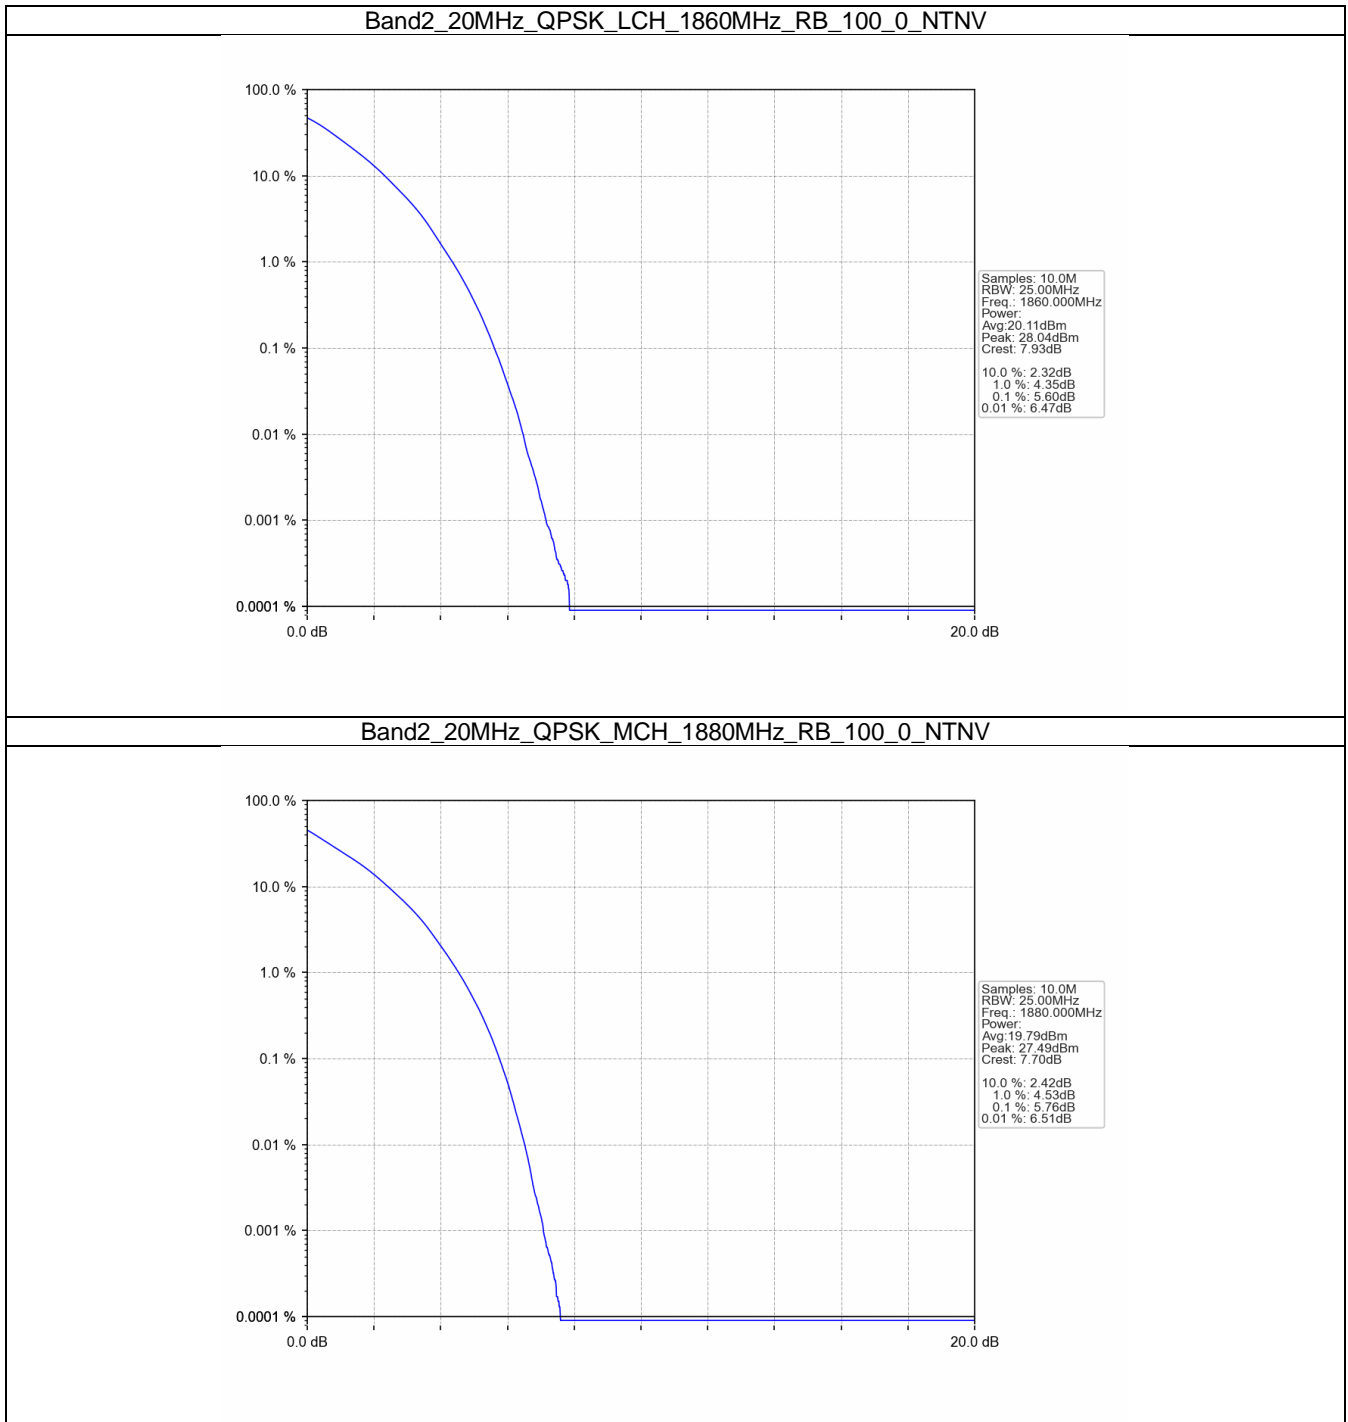 Band2_20MHz_QPSK_LCH_1860MHz_RB_100_0_NTNV
100.0 %
10.0 %
1.0 %
0.1 %
0.01 %
0.001 %
0.0001 %
0.0 dB
20.0 dB
Samples: 10.0M
RBW: 25.00MHz
Freq.: 1860.000MHz
Power:
Avg:20.11dBm
Peak: 28.04dBm
Crest: 7.93dB
10.0 %: 2.32dB
1.0 %: 4.35dB
0.1 %: 5.60dB
0.01 %: 6.47dB
Band2_20MHz_QPSK_MCH_1880MHz_RB_100_0_NTNV
100.0 %
10.0 %
1.0 %
0.1 %
0.01 %
0.001 %
0.0001 %
0.0 dB
20.0 dB
Samples: 10.0M
RBW: 25.00MHz
Freq.: 1880.000MHz
Power:
Avg:19.79dBm
Peak: 27.49dBm
Crest: 7.70dB
10.0 %: 2.42dB
1.0 %: 4.53dB
0.1 %: 5.76dB
0.01 %: 6.51dB